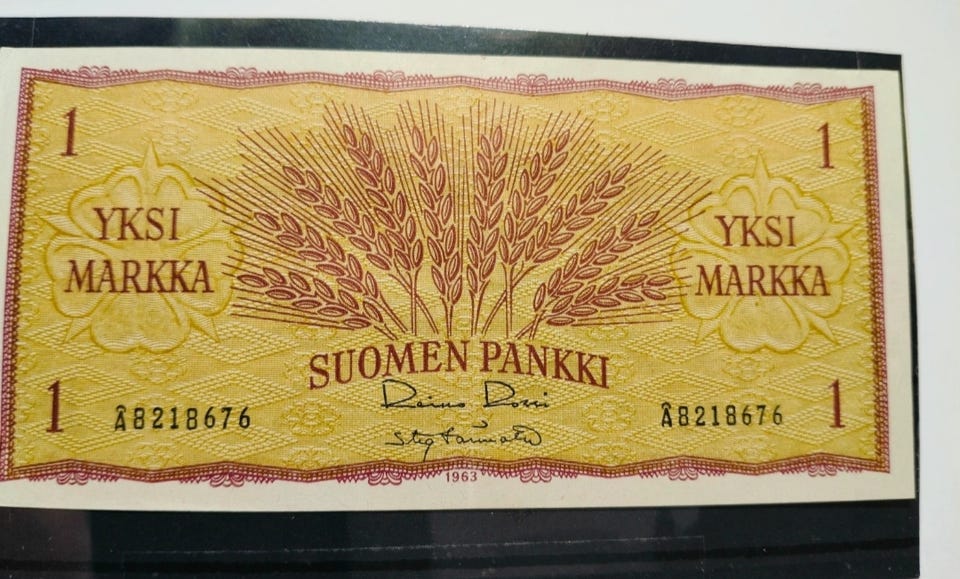 1
1
YKSI
MARKKA
YKSI
MARKKA
SUOMEN PANKKI
Â8218676
Â8218676
1
1
1963